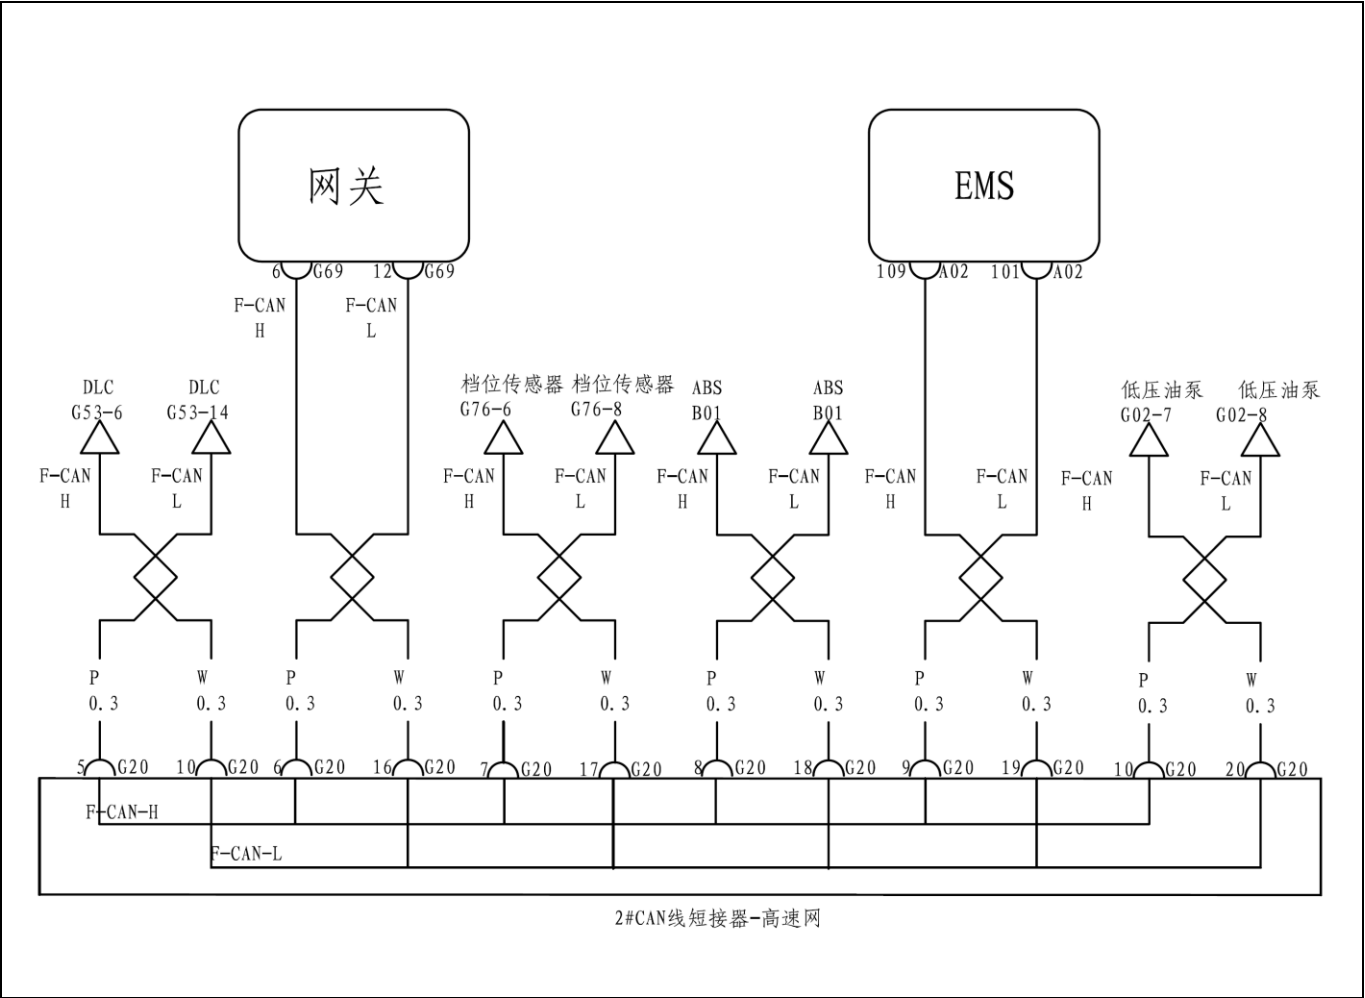 网关
EMS
6 G69 12 G69
109 A02 101 A02
F-CAN F-CAN
H L
DLC DLC 档位传感器 档位传感器 ABS ABS 低压油泵 低压油泵
G53-6 G53-14 G76-6 G76-8 B01 B01 G02-7 G02-8
F-CAN F-CAN F-CAN F-CAN F-CAN F-CAN F-CAN F-CAN F-CAN F-CAN
H L H L H L H L H L
P W P W P W P W P W P W
0.3 0.3 0.3 0.3 0.3 0.3 0.3 0.3 0.3 0.3 0.3 0.3
5 G20 10 G20 6 G20 16 G20 7 G20 17 G20 8 G20 18 G20 9 G20 19 G20 10 G20 20 G20
F-CAN-H
F-CAN-L
2#CAN线短接器-高速网